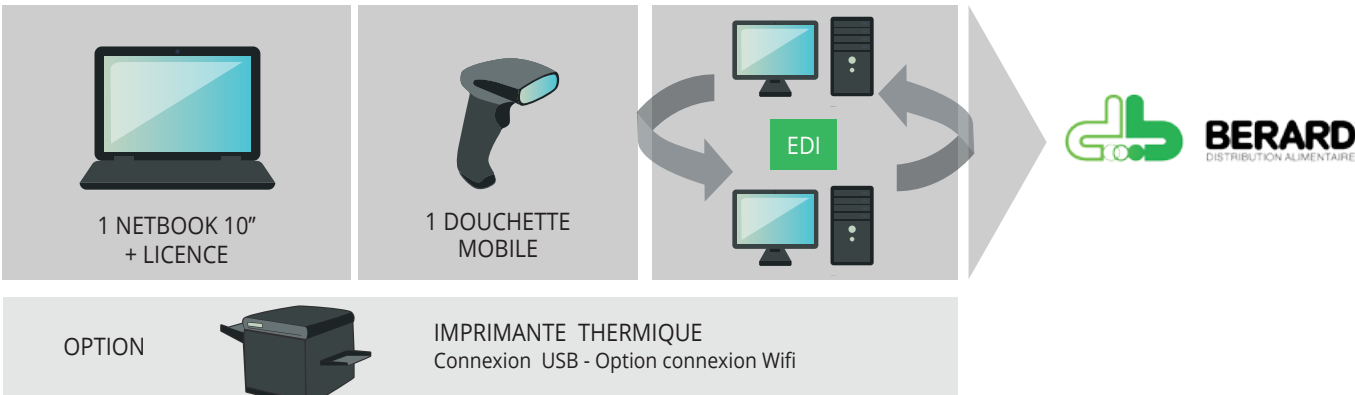 1 NETBOOK 10”
+ LICENCE
1 DOUCHETTE
MOBILE
EDI
BERARD
DISTRIBUTION ALIMENTAIRE
OPTION
IMPRIMANTE THERMIQUE
Connexion USB - Option connexion Wifi